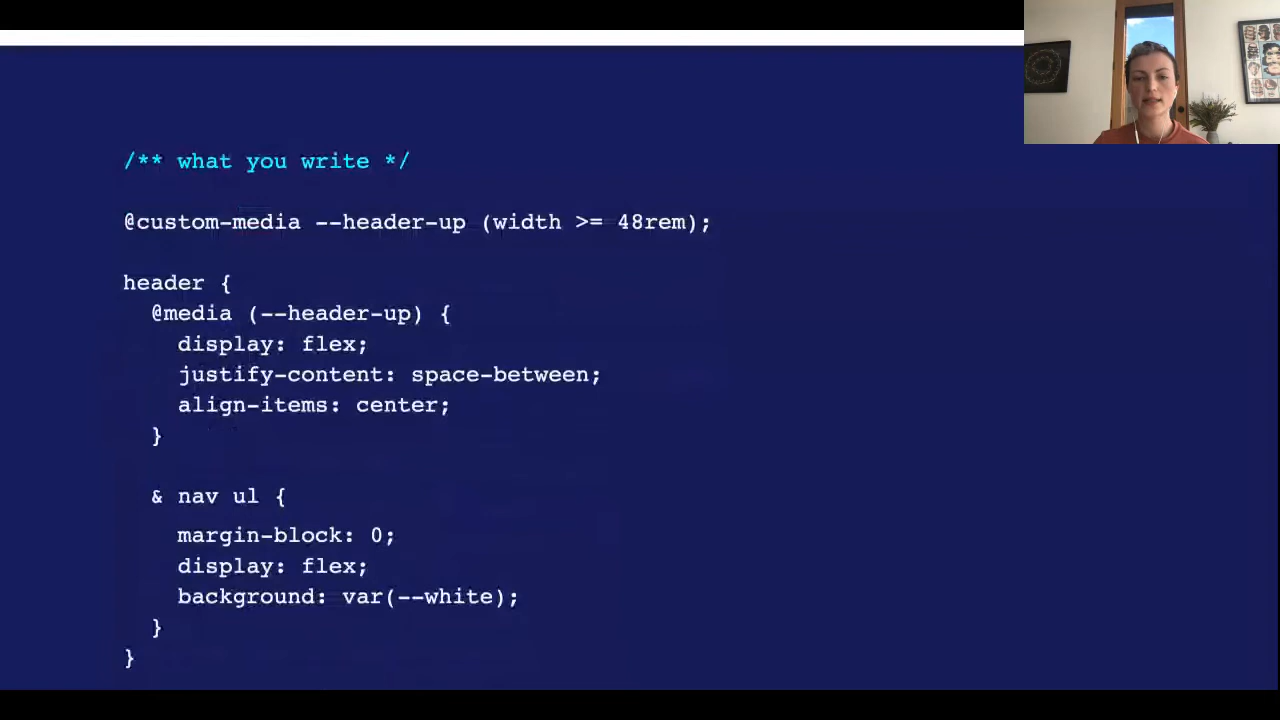 /** what you write */
@custom-media --header-up (width >= 48rem);
header {
@media (--header-up) {
display: flex;
justify-content: space-between;
align-items: center;
}
& nav ul {
margin-block: 0;
display: flex;
background: var(--white);
}
}